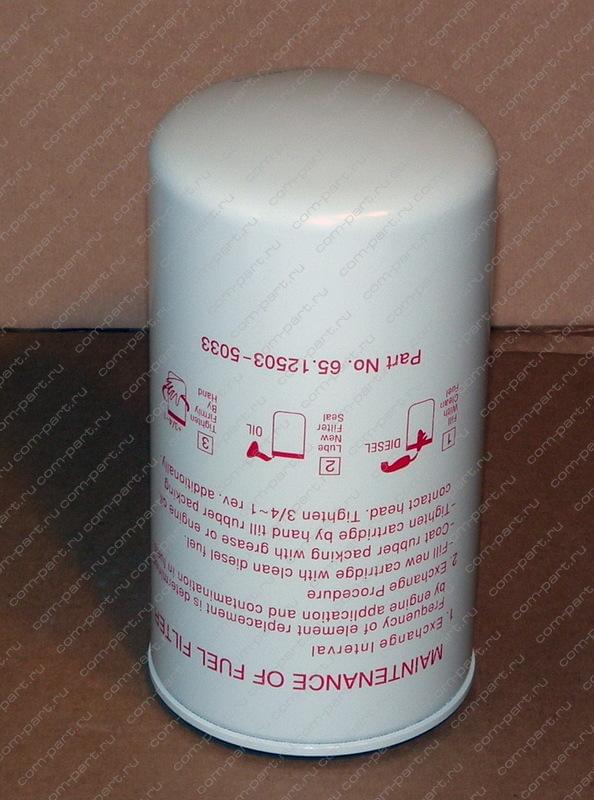 MAINTENANCE OF FUEL FILTER
1. Exchange Interval
Frequency of element replacement is determined
by engine application and contamination in fuel
2. Exchange Procedure
-Fill new cartridge with clean diesel fuel.
-Coat rubber packing with grease or engine oil
-Tighten cartridge by hand till rubber packing
contact head. Tighten 3/4~1 rev. additionally.
1 Fill With Clean Fuel
DIESEL
2 Lube New Filter Seal
OIL
3 Tighten Firmly By Hand
+3/4~1
Part No. 65.12503-5033
com-part.ru